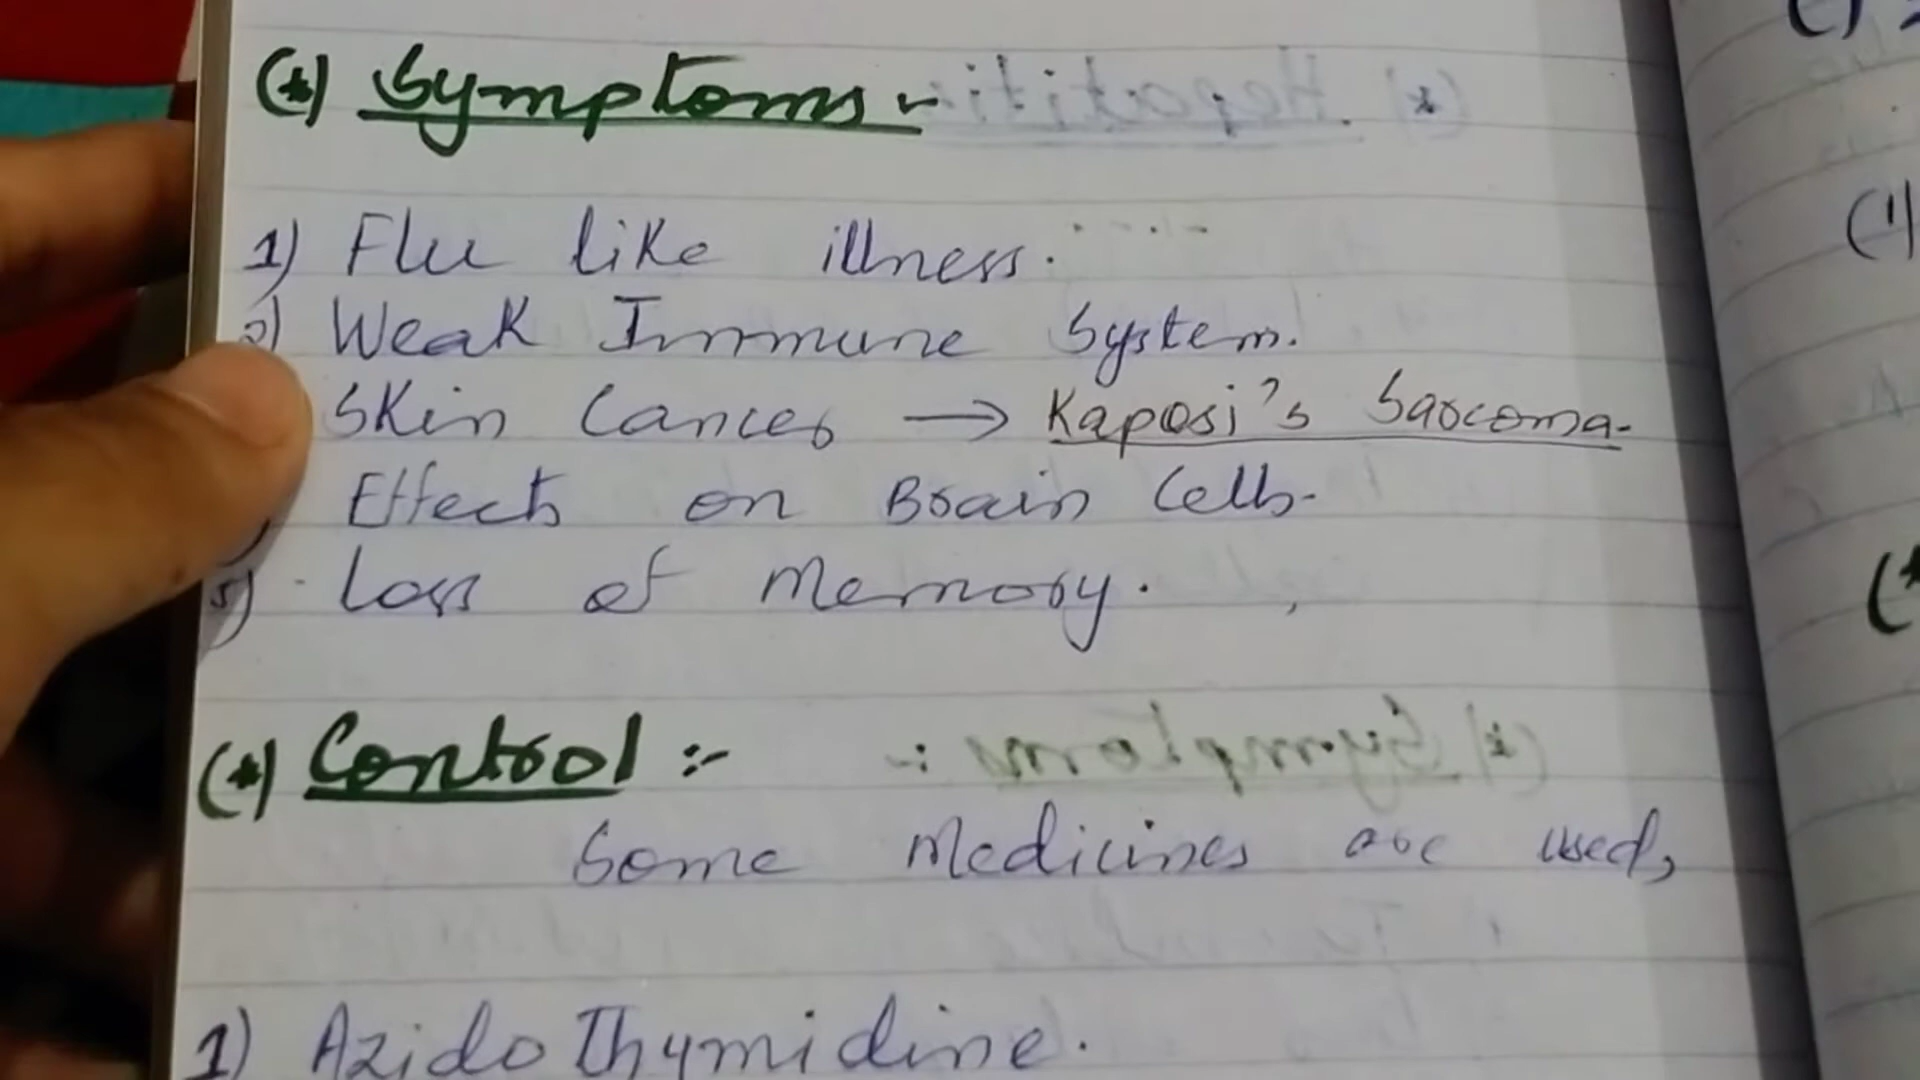 (*) Symptoms :-
1) Flu like illness.
2) Weak Immune System.
Skin Cancer → Kaposi's Sarcoma.
Effects on Brain Cells.
5) Loss of Memory.
(*) Control :-
Some Medicines are used,
1) Azido Thymidine.